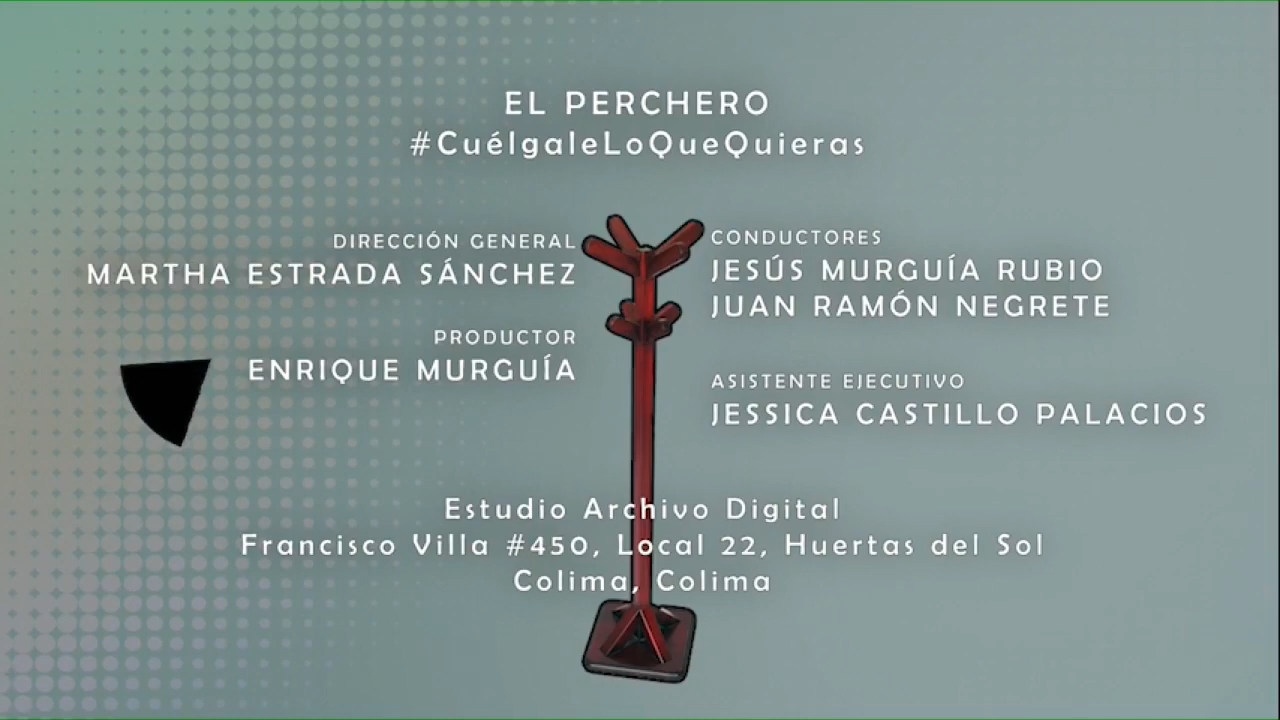 EL PERCHERO
#CuélgaleLoQueQuieras
DIRECCIÓN GENERAL
MARTHA ESTRADA SÁNCHEZ
PRODUCTOR
ENRIQUE MURGUÍA
CONDUCTORES
JESÚS MURGUÍA RUBIO
JUAN RAMÓN NEGRETE
ASISTENTE EJECUTIVO
JESSICA CASTILLO PALACIOS
Estudio Archivo Digital
Francisco Villa #450, Local 22, Huertas del Sol
Colima, Colima